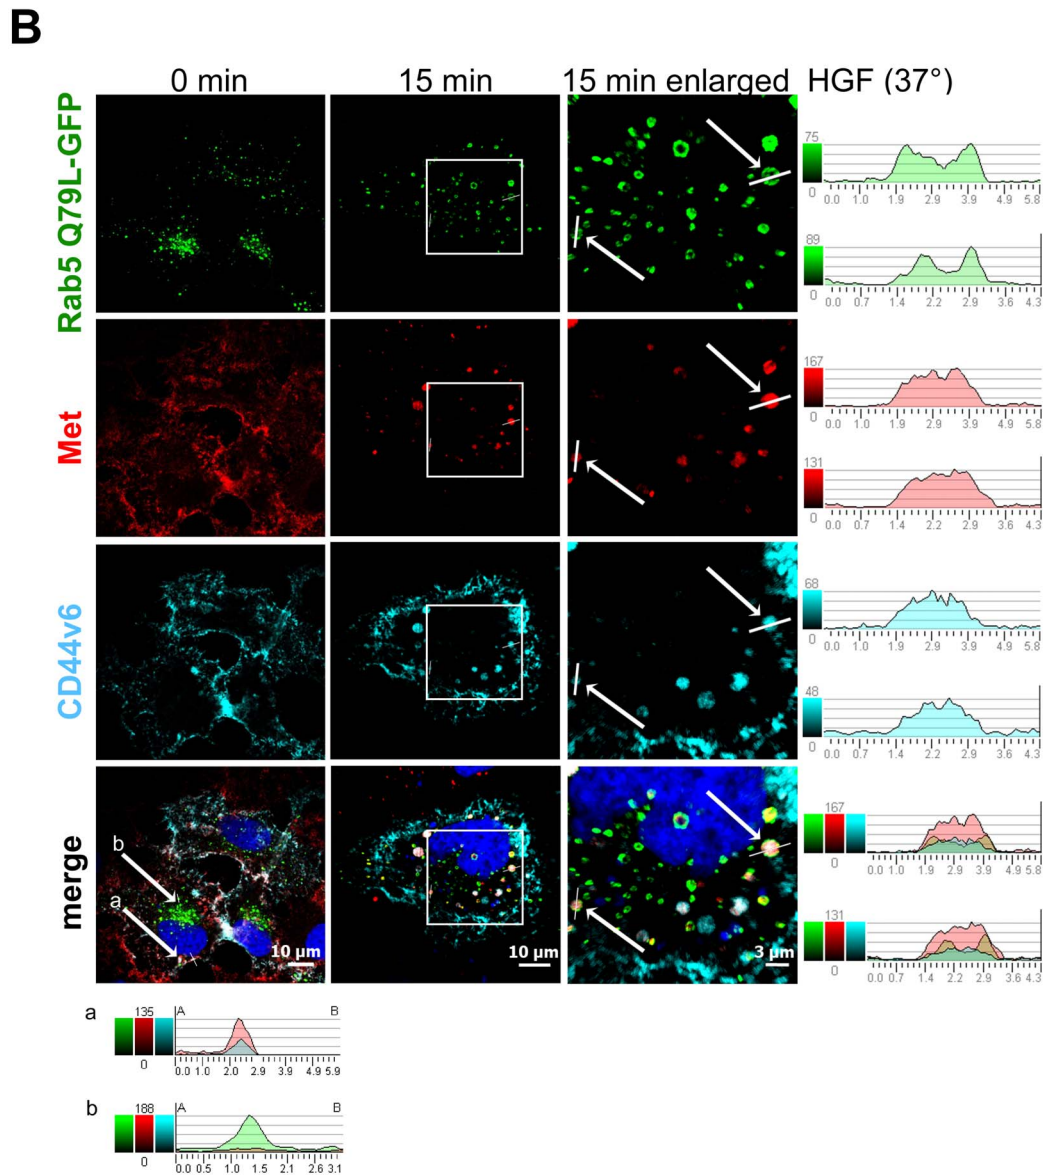 B
0 min 15 min 15 min enlarged HGF (37°)
Rab5 Q79L-GFP
75
0
0.0 1.0 1.9 2.9 3.9 4.9 5.8
89
0
0.0 0.7 1.4 2.2 2.9 3.6 4.3
Met
167
0
0.0 1.0 1.9 2.9 3.9 4.9 5.8
131
0
0.0 0.7 1.4 2.2 2.9 3.6 4.3
CD44v6
68
0
0.0 1.0 1.9 2.9 3.9 4.9 5.8
48
0
0.0 0.7 1.4 2.2 2.9 3.6 4.3
merge
b
a
10 µm 10 µm 3 µm
167
0
0.0 1.0 1.9 2.9 3.9 4.9 5.8
131
0
0.0 0.7 1.4 2.2 2.9 3.6 4.3
a
135 A B
0
0.0 1.0 2.0 2.9 3.9 4.9 5.9
b
188 A B
0
0.0 0.5 1.0 1.5 2.1 2.6 3.1